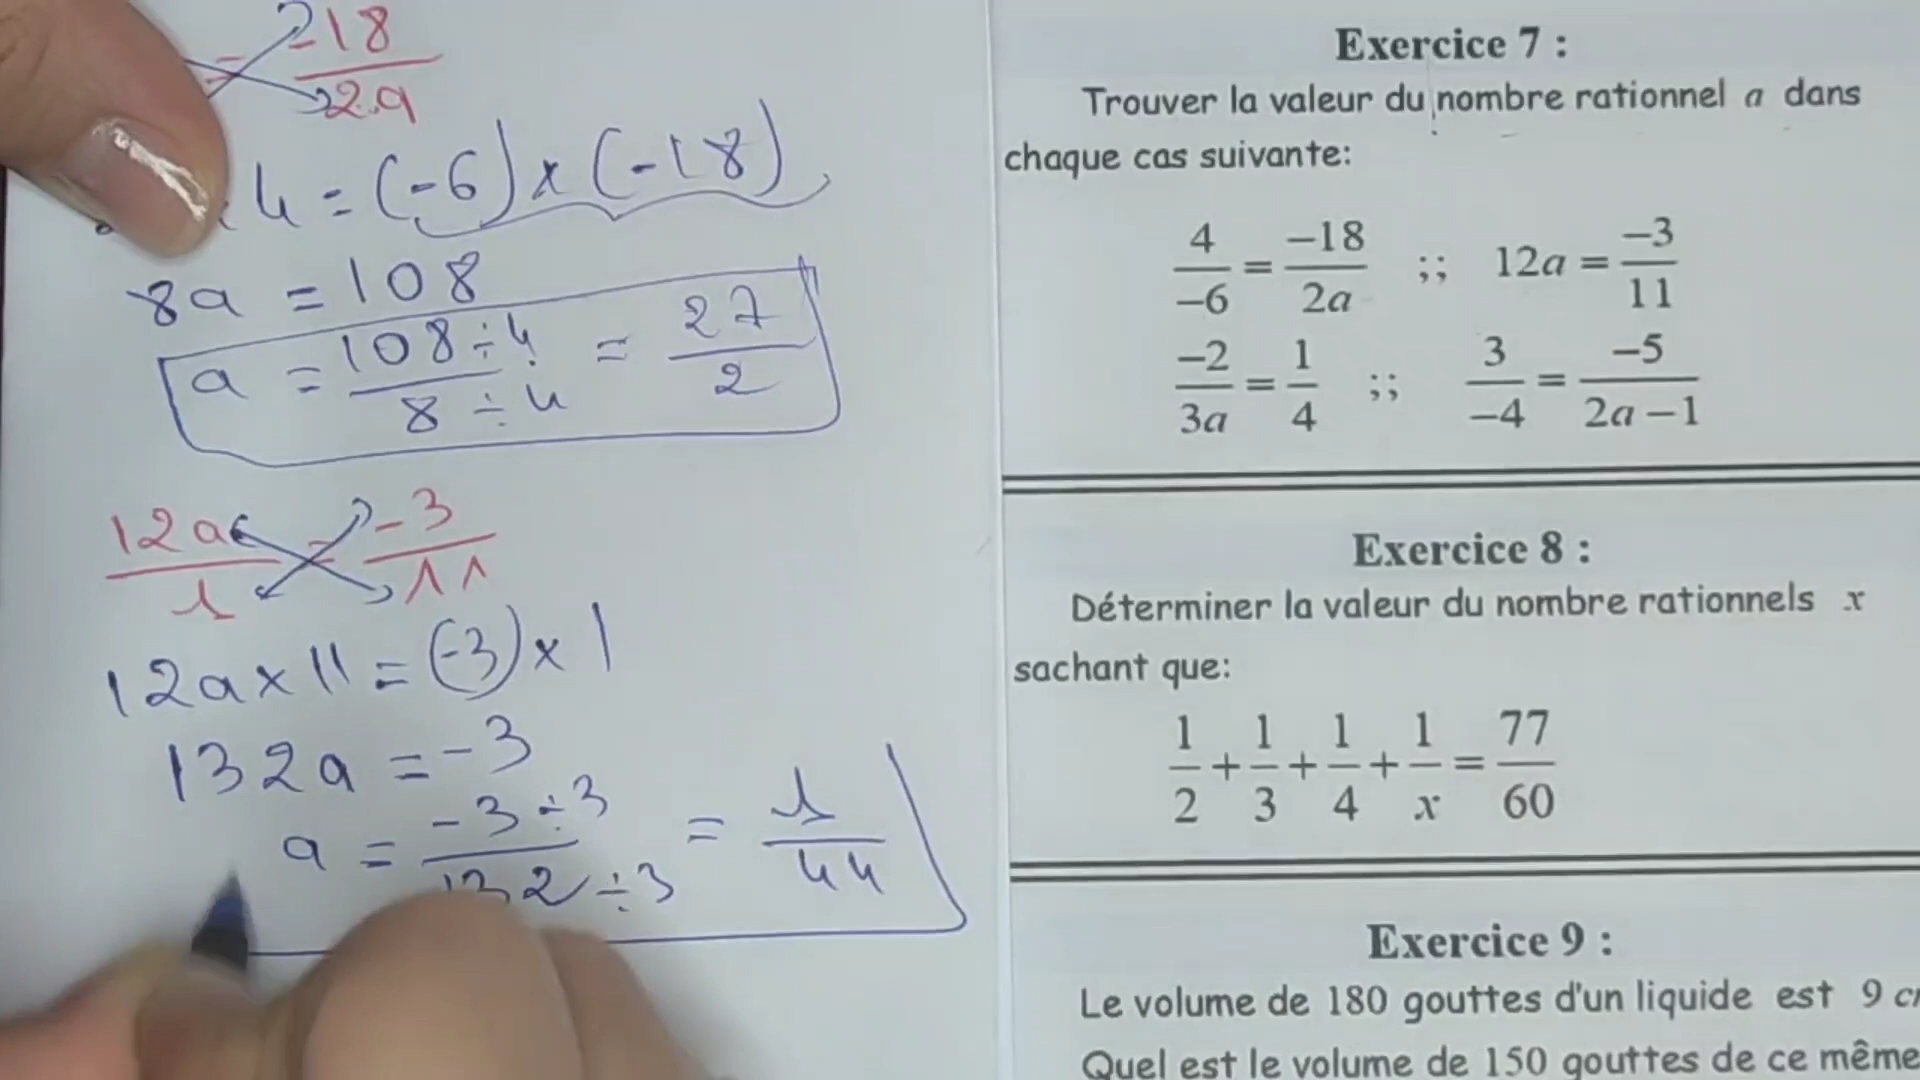 = -18/2a
4 = (-6) × (-18)
8a = 108
a = 108 ÷ 4 / 8 ÷ 4 = 27/2
12a/1 = -3/11
12a × 11 = (-3) × 1
132a = -3
a = -3 ÷ 3 / 132 ÷ 3 = 1/44
Exercice 7 :
Trouver la valeur du nombre rationnel a dans
chaque cas suivante:
4/-6 = -18/2a ;; 12a = -3/11
-2/3a = 1/4 ;; 3/-4 = -5/2a-1
Exercice 8 :
Déterminer la valeur du nombre rationnels x
sachant que:
1/2 + 1/3 + 1/4 + 1/x = 77/60
Exercice 9 :
Le volume de 180 gouttes d'un liquide est 9
Quel est le volume de 150 gouttes de ce même